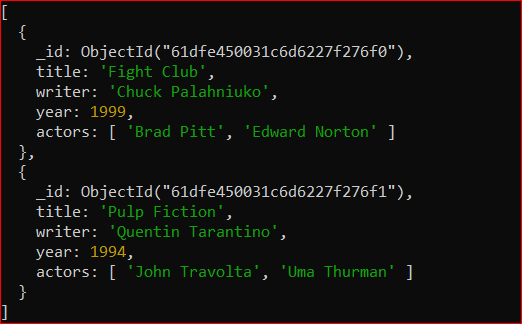 [
  {
    _id: ObjectId("61dfe450031c6d6227f276f0"),
    title: 'Fight Club',
    writer: 'Chuck Palahniuko',
    year: 1999,
    actors: [ 'Brad Pitt', 'Edward Norton' ]
  },
  {
    _id: ObjectId("61dfe450031c6d6227f276f1"),
    title: 'Pulp Fiction',
    writer: 'Quentin Tarantino',
    year: 1994,
    actors: [ 'John Travolta', 'Uma Thurman' ]
  }
]